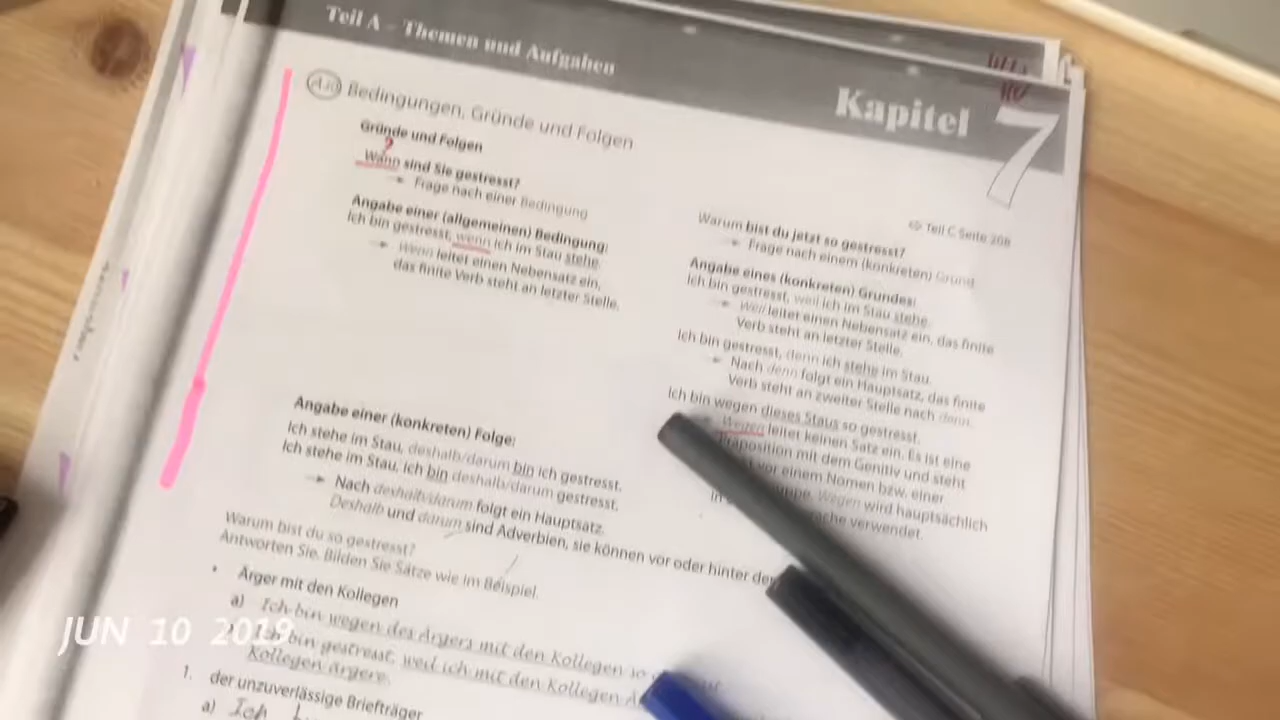 Teil A – Themen und Aufgaben
Kapitel 7
Bedingungen, Gründe und Folgen
Gründe und Folgen
?
Wann sind Sie gestresst?
Frage nach einer Bedingung
Angabe einer (allgemeinen) Bedingung:
Ich bin gestresst, wenn ich im Stau stehe.
Wenn leitet einen Nebensatz ein,
das finite Verb steht an letzter Stelle.
⇨ Teil C Seite 208
Warum bist du jetzt so gestresst?
Frage nach einem (konkreten) Grund
Angabe eines (konkreten) Grundes:
Ich bin gestresst, weil ich im Stau stehe.
Weil leitet einen Nebensatz ein, das finite
Verb steht an letzter Stelle.
Ich bin gestresst, denn ich stehe im Stau.
Nach denn folgt ein Hauptsatz, das finite
Verb steht an zweiter Stelle nach denn.
Ich bin wegen dieses Staus so gestresst.
Wegen leitet keinen Satz ein. Es ist eine
Präposition mit dem Genitiv und steht
vor einem Nomen bzw. einer
Wegen wird hauptsächlich
verwendet.
Angabe einer (konkreten) Folge:
Ich stehe im Stau, deshalb/darum bin ich gestresst.
Ich stehe im Stau, ich bin deshalb/darum gestresst.
Nach deshalb/darum folgt ein Hauptsatz.
Deshalb und darum sind Adverbien, sie können vor oder hinter dem
Warum bist du so gestresst?
Antworten Sie. Bilden Sie Sätze wie im Beispiel.
• Ärger mit den Kollegen
a) Ich bin wegen des Ärgers mit den Kollegen so
Ich bin gestresst, weil ich mit den Kollegen
Kollegen ärgere.
1. der unzuverlässige Briefträger
a) Ich
JUN 10 2019